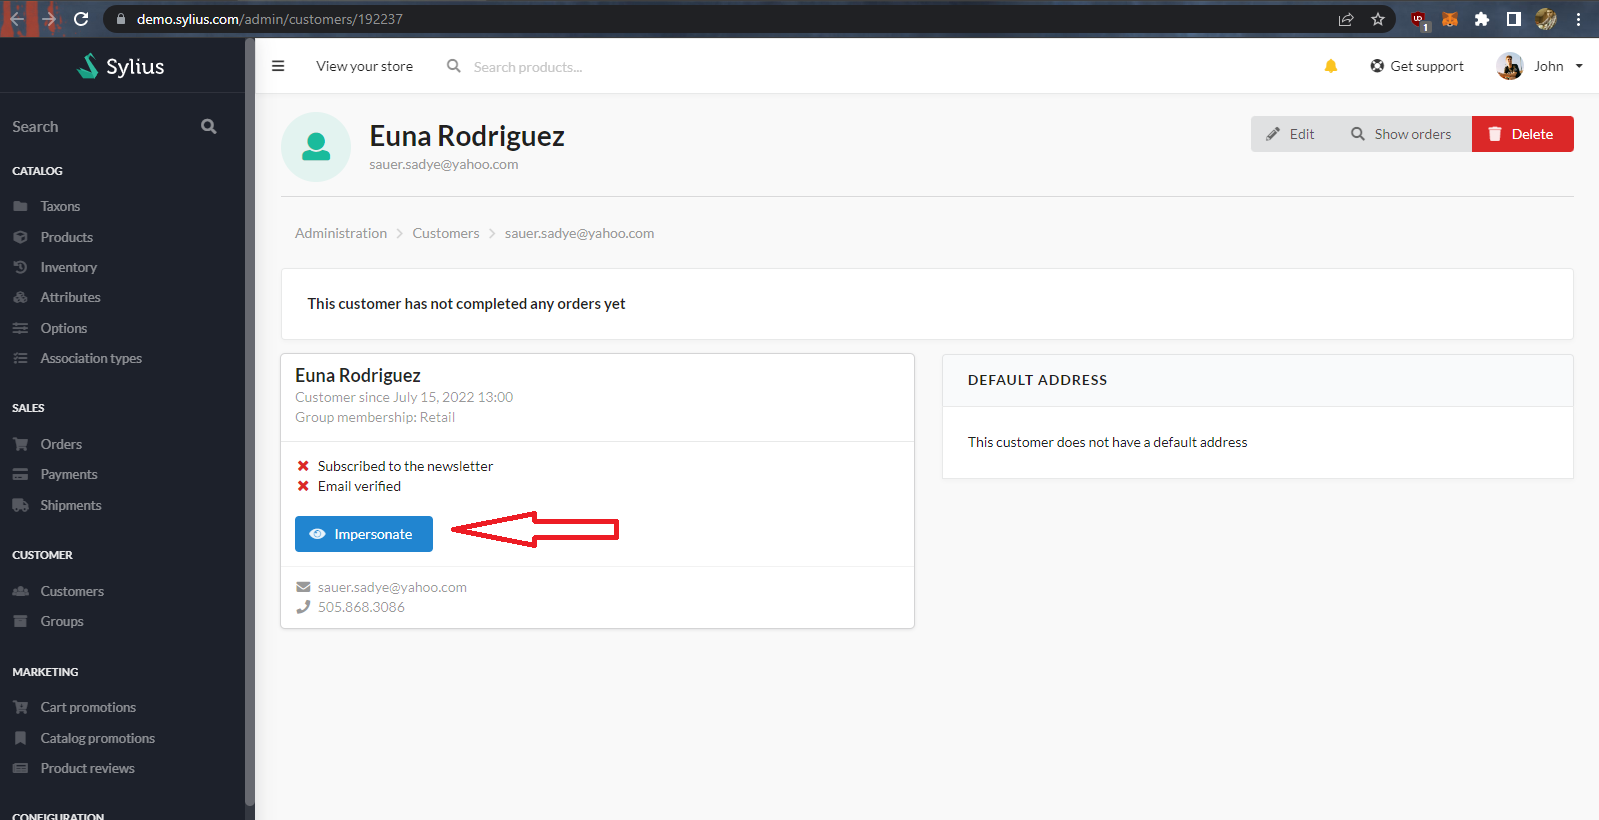 demo.sylius.com/admin/customers/192237
1
Sylius
View your store
Search products...
Get support
John
Search
CATALOG
Taxons
Products
Inventory
Attributes
Options
Association types
SALES
Orders
Payments
Shipments
CUSTOMER
Customers
Groups
MARKETING
Cart promotions
Catalog promotions
Product reviews
CONFIGURATION
Euna Rodriguez
sauer.sadye@yahoo.com
Edit
Show orders
Delete
Administration
Customers
sauer.sadye@yahoo.com
This customer has not completed any orders yet
Euna Rodriguez
Customer since July 15, 2022 13:00
Group membership: Retail
Subscribed to the newsletter
Email verified
Impersonate
sauer.sadye@yahoo.com
505.868.3086
DEFAULT ADDRESS
This customer does not have a default address